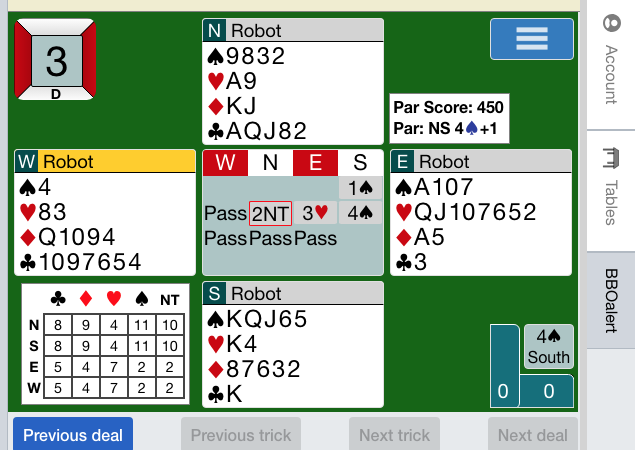 3
D
N Robot
♠9832
♥A9
♦KJ
♣AQJ82
Par Score: 450
Par: NS 4♠+1
W Robot
♠4
♥83
♦Q1094
♣1097654
W N E S
1♠
Pass 2NT 3♥ 4♠
Pass Pass Pass
E Robot
♠A107
♥QJ107652
♦A5
♣3
♣ ♦ ♥ ♠ NT
N 8 9 4 11 10
S 8 9 4 11 10
E 5 4 7 2 2
W 5 4 7 2 2
S Robot
♠KQJ65
♥K4
♦87632
♣K
4♠
South
0 0
Previous deal Previous trick Next trick Next deal
Account
Tables
BBOalert